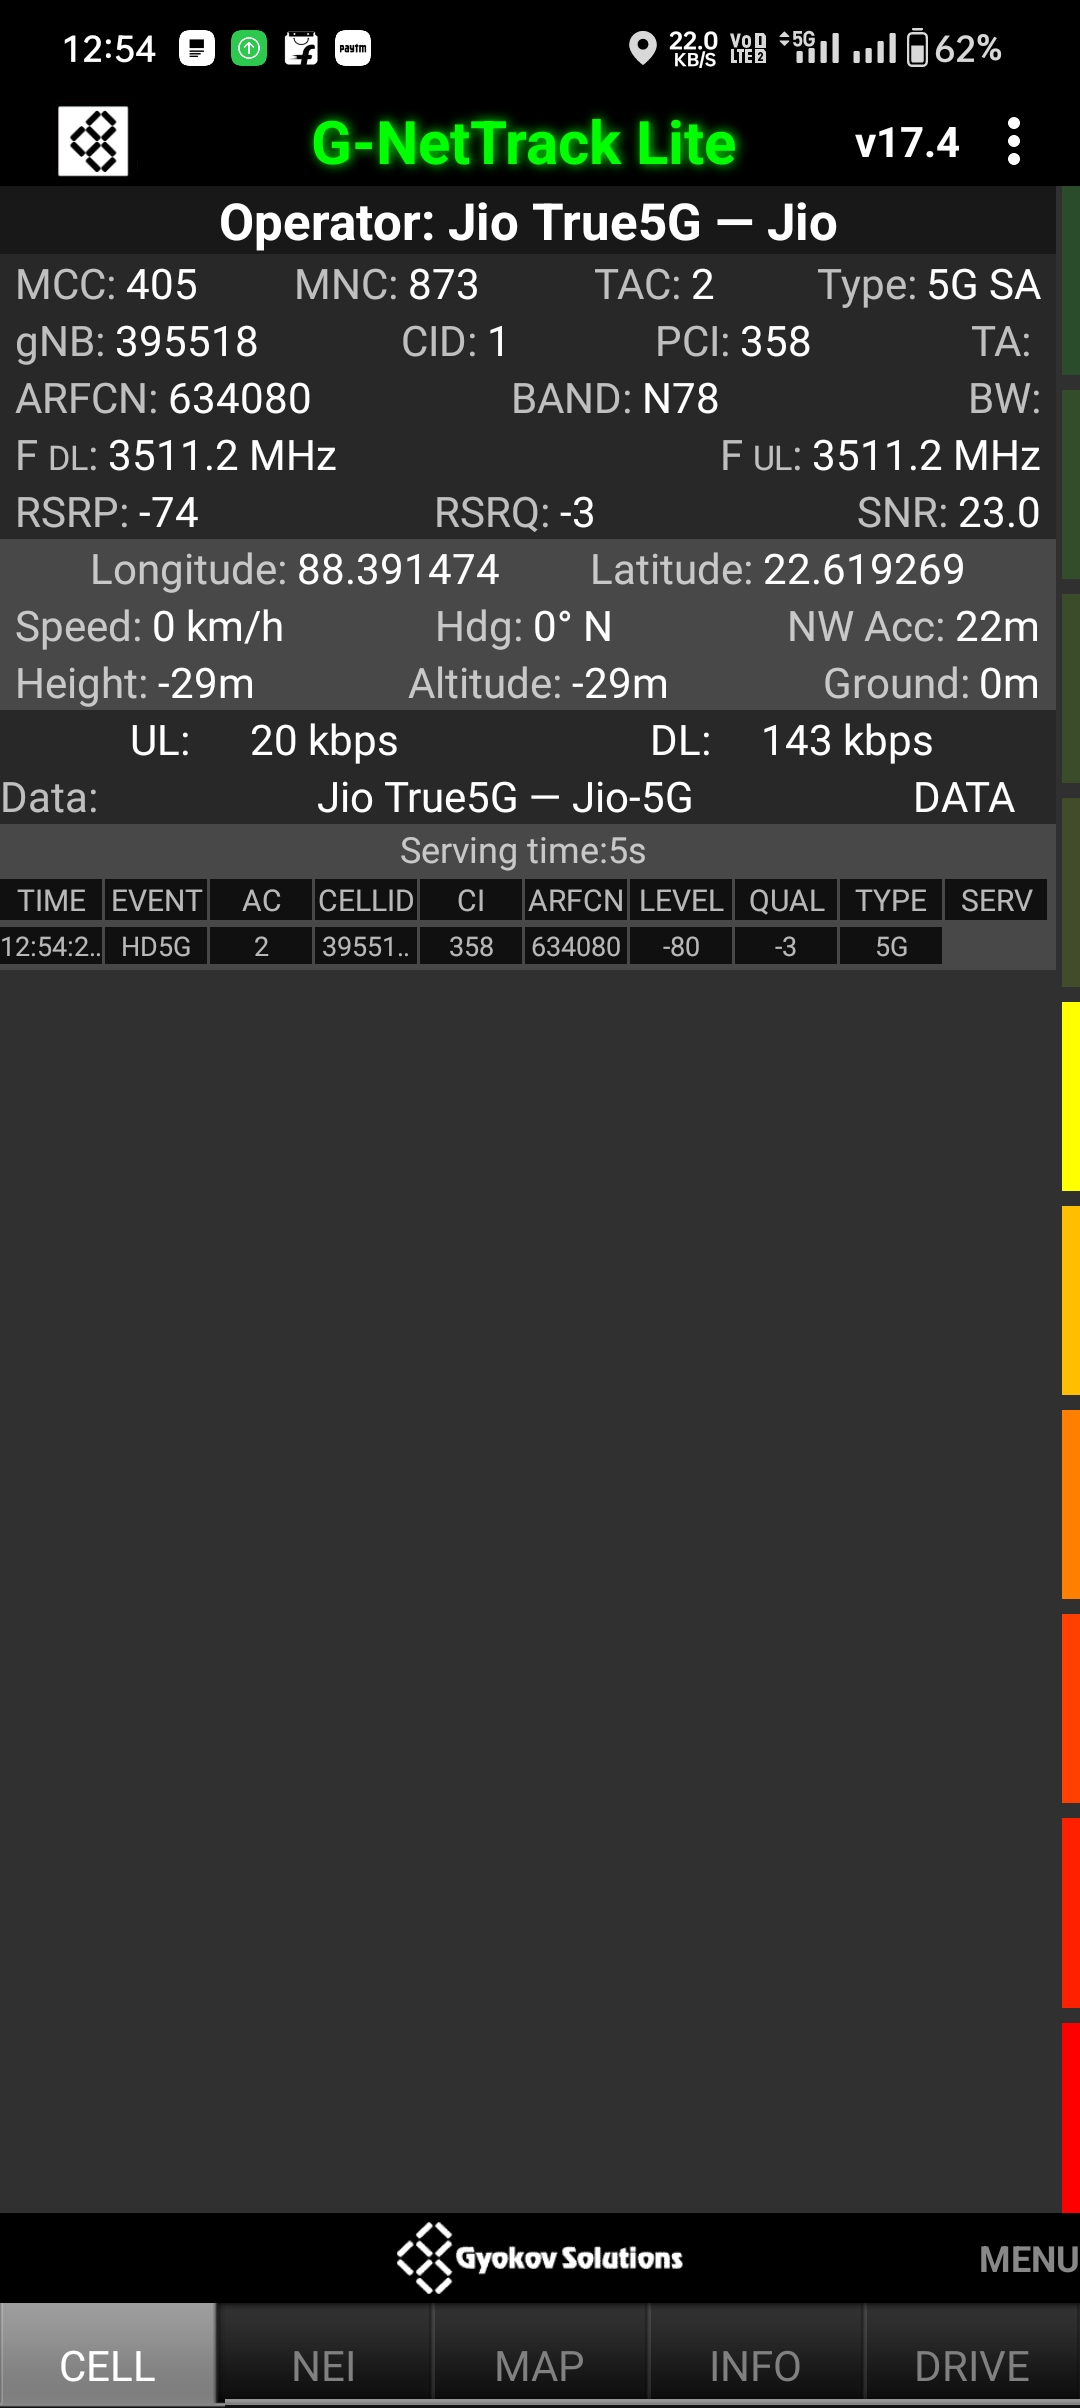 12:54 paytm 22.0 KB/S VoD LTE2 5G 62%
G-NetTrack Lite v17.4
Operator: Jio True5G — Jio
MCC: 405 MNC: 873 TAC: 2 Type: 5G SA
gNB: 395518 CID: 1 PCI: 358 TA:
ARFCN: 634080 BAND: N78 BW:
F DL: 3511.2 MHz F UL: 3511.2 MHz
RSRP: -74 RSRQ: -3 SNR: 23.0
Longitude: 88.391474 Latitude: 22.619269
Speed: 0 km/h Hdg: 0° N NW Acc: 22m
Height: -29m Altitude: -29m Ground: 0m
UL: 20 kbps DL: 143 kbps
Data: Jio True5G — Jio-5G DATA
Serving time:5s
TIME EVENT AC CELLID CI ARFCN LEVEL QUAL TYPE SERV
12:54:2.. HD5G 2 39551.. 358 634080 -80 -3 5G
Gyokov Solutions MENU
CELL NEI MAP INFO DRIVE